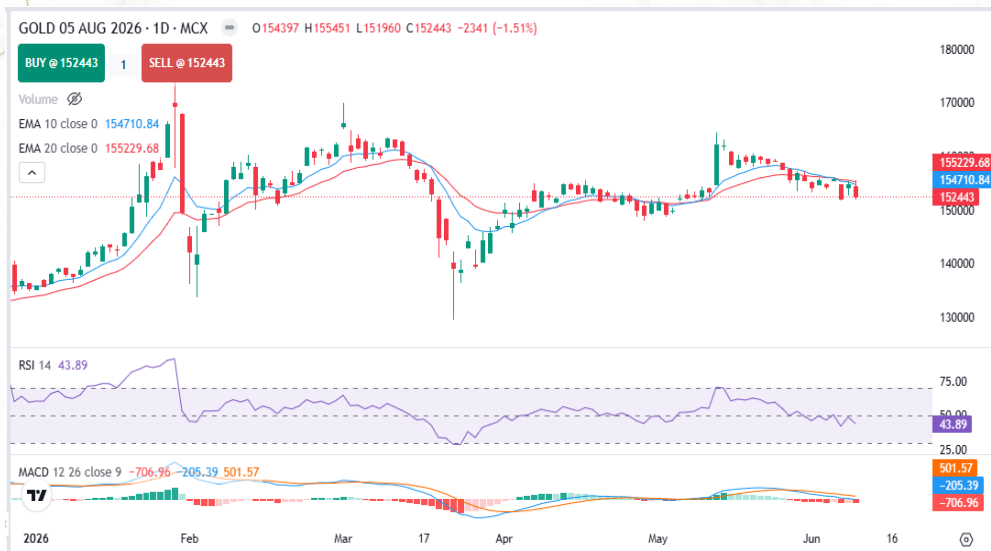 GOLD 05 AUG 2026 · 1D · MCX O154397 H155451 L151960 C152443 −2341 (−1.51%)
BUY @ 152443 1 SELL @ 152443
Volume
EMA 10 close 0 154710.84
EMA 20 close 0 155229.68
180000
170000
155229.68
154710.84
152443
150000
140000
130000
RSI 14 43.89
75.00
50.00
43.89
25.00
MACD 12 26 close 9 −706.96 −205.39 501.57
501.57
−205.39
−706.96
2026 Feb Mar 17 Apr May Jun 16